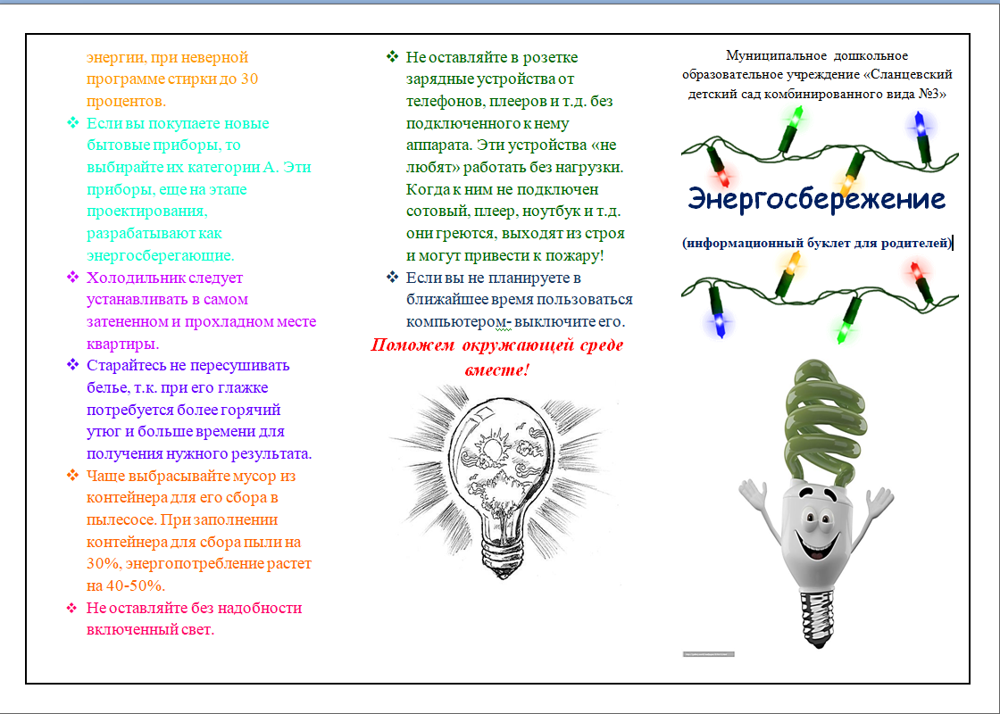 энергии, при неверной
программе стирки до 30
процентов.
❖ Если вы покупаете новые
бытовые приборы, то
выбирайте их категории А. Эти
приборы, еще на этапе
проектирования,
разрабатывают как
энергосберегающие.
❖ Холодильник следует
устанавливать в самом
затененном и прохладном месте
квартиры.
❖ Старайтесь не пересушивать
белье, т.к. при его глажке
потребуется более горячий
утюг и больше времени для
получения нужного результата.
❖ Чаще выбрасывайте мусор из
контейнера для его сбора в
пылесосе. При заполнении
контейнера для сбора пыли на
30%, энергопотребление растет
на 40-50%.
❖ Не оставляйте без надобности
включенный свет.
❖ Не оставляйте в розетке
зарядные устройства от
телефонов, плееров и т.д. без
подключенного к нему
аппарата. Эти устройства «не
любят» работать без нагрузки.
Когда к ним не подключен
сотовый, плеер, ноутбук и т.д.
они греются, выходят из строя
и могут привести к пожару!
❖ Если вы не планируете в
ближайшее время пользоваться
компьютером- выключите его.
Поможем окружающей среде
вместе!
Муниципальное дошкольное
образовательное учреждение «Сланцевский
детский сад комбинированного вида №3»
Энергосбережение
(информационный буклет для родителей)